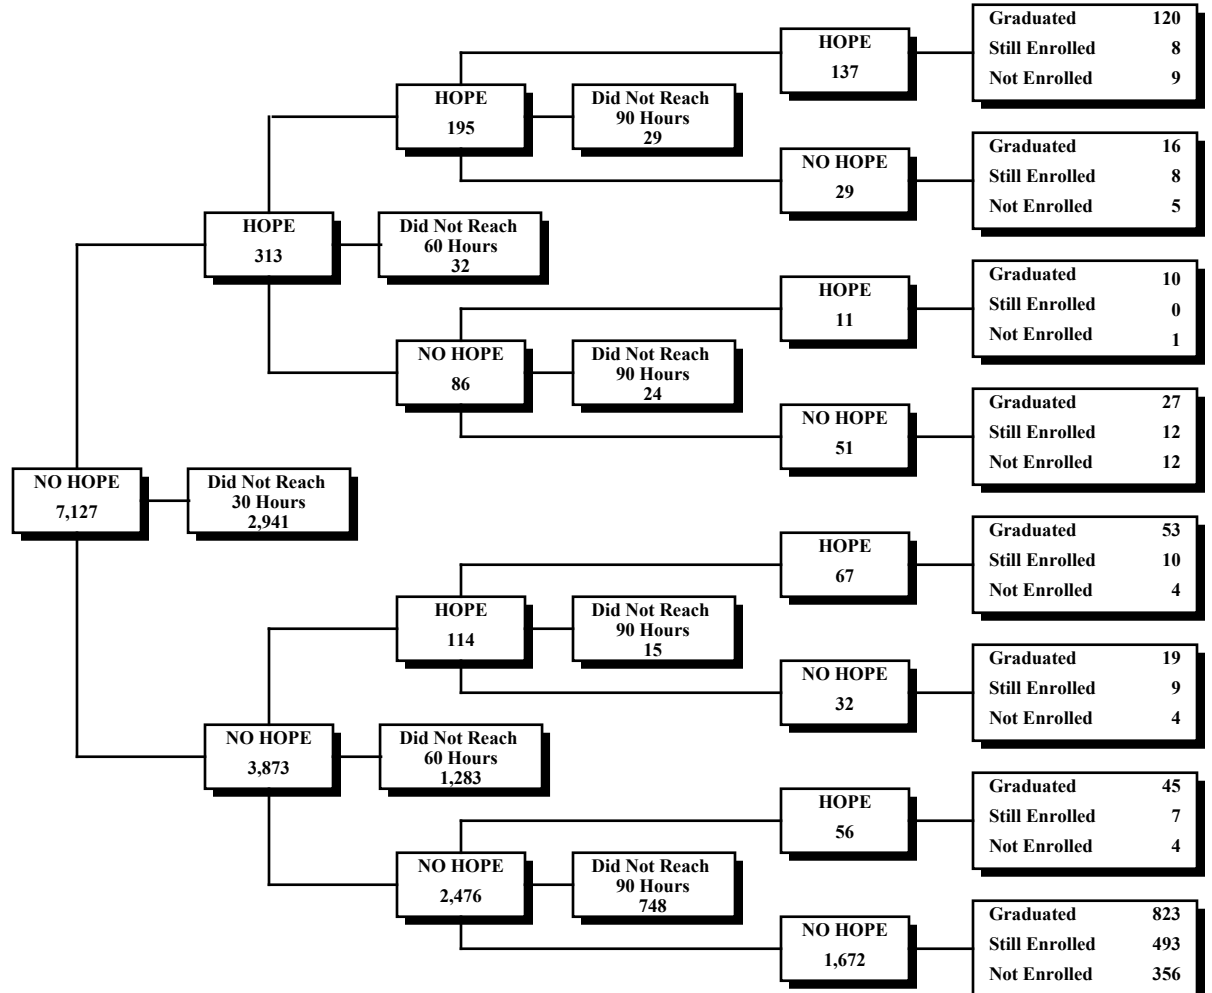 HOPE
137
Graduated 120
Still Enrolled 8
Not Enrolled 9
HOPE
195
Did Not Reach
90 Hours
29
NO HOPE
29
Graduated 16
Still Enrolled 8
Not Enrolled 5
HOPE
313
Did Not Reach
60 Hours
32
HOPE
11
Graduated 10
Still Enrolled 0
Not Enrolled 1
NO HOPE
86
Did Not Reach
90 Hours
24
NO HOPE
51
Graduated 27
Still Enrolled 12
Not Enrolled 12
NO HOPE
7,127
Did Not Reach
30 Hours
2,941
HOPE
67
Graduated 53
Still Enrolled 10
Not Enrolled 4
HOPE
114
Did Not Reach
90 Hours
15
NO HOPE
32
Graduated 19
Still Enrolled 9
Not Enrolled 4
NO HOPE
3,873
Did Not Reach
60 Hours
1,283
HOPE
56
Graduated 45
Still Enrolled 7
Not Enrolled 4
NO HOPE
2,476
Did Not Reach
90 Hours
748
NO HOPE
1,672
Graduated 823
Still Enrolled 493
Not Enrolled 356